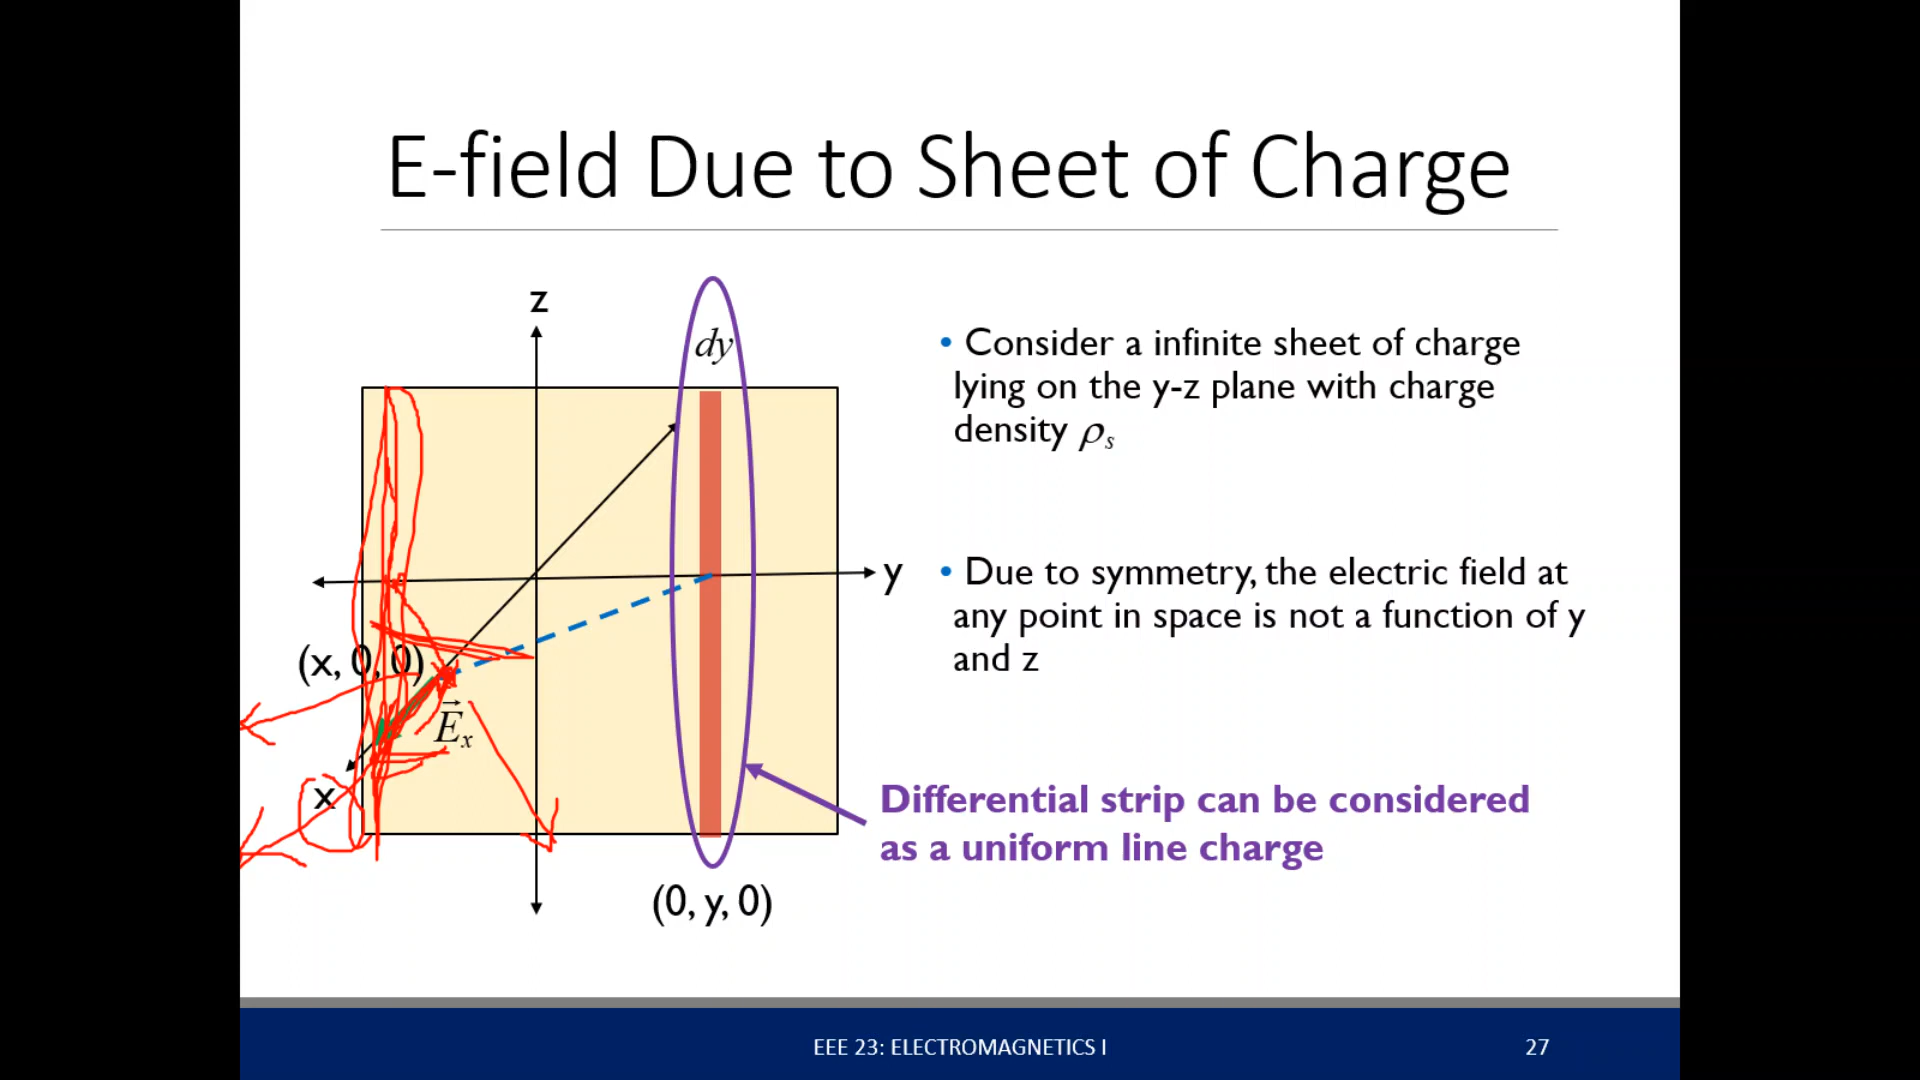 E-field Due to Sheet of Charge
z
dy
• Consider a infinite sheet of charge
lying on the y-z plane with charge
density ρs
y
• Due to symmetry, the electric field at
any point in space is not a function of y
and z
(x, 0, 0)
E⃗x
x
Differential strip can be considered
as a uniform line charge
(0, y, 0)
EEE 23: ELECTROMAGNETICS I
27